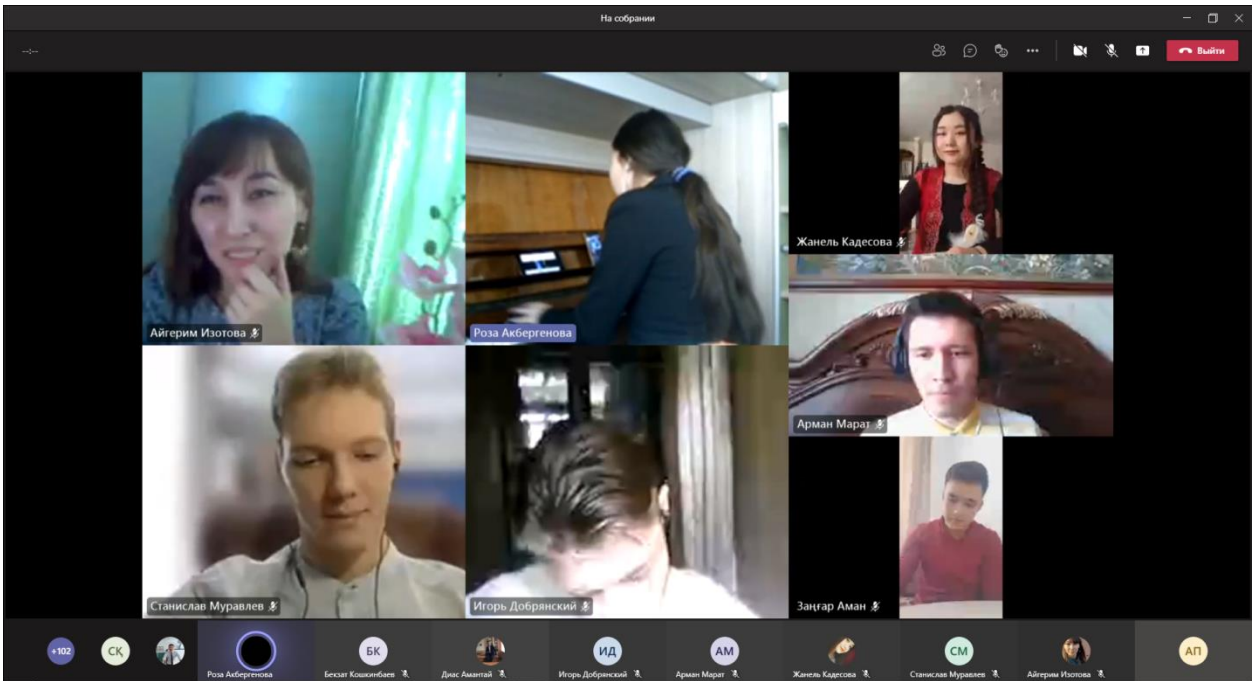 На собрании
--:--
Выйти
Айгерим Изотова
Роза Акбергенова
Жанель Кадесова
Арман Марат
Станислав Муравлев
Игорь Добрянский
Заңғар Аман
+102
СҚ
БК
ИД
АМ
СМ
АП
Роза Акбергенова
Бекзат Кошкинбаев
Диас Амантай
Игорь Добрянский
Арман Марат
Жанель Кадесова
Станислав Муравлев
Айгерим Изотова